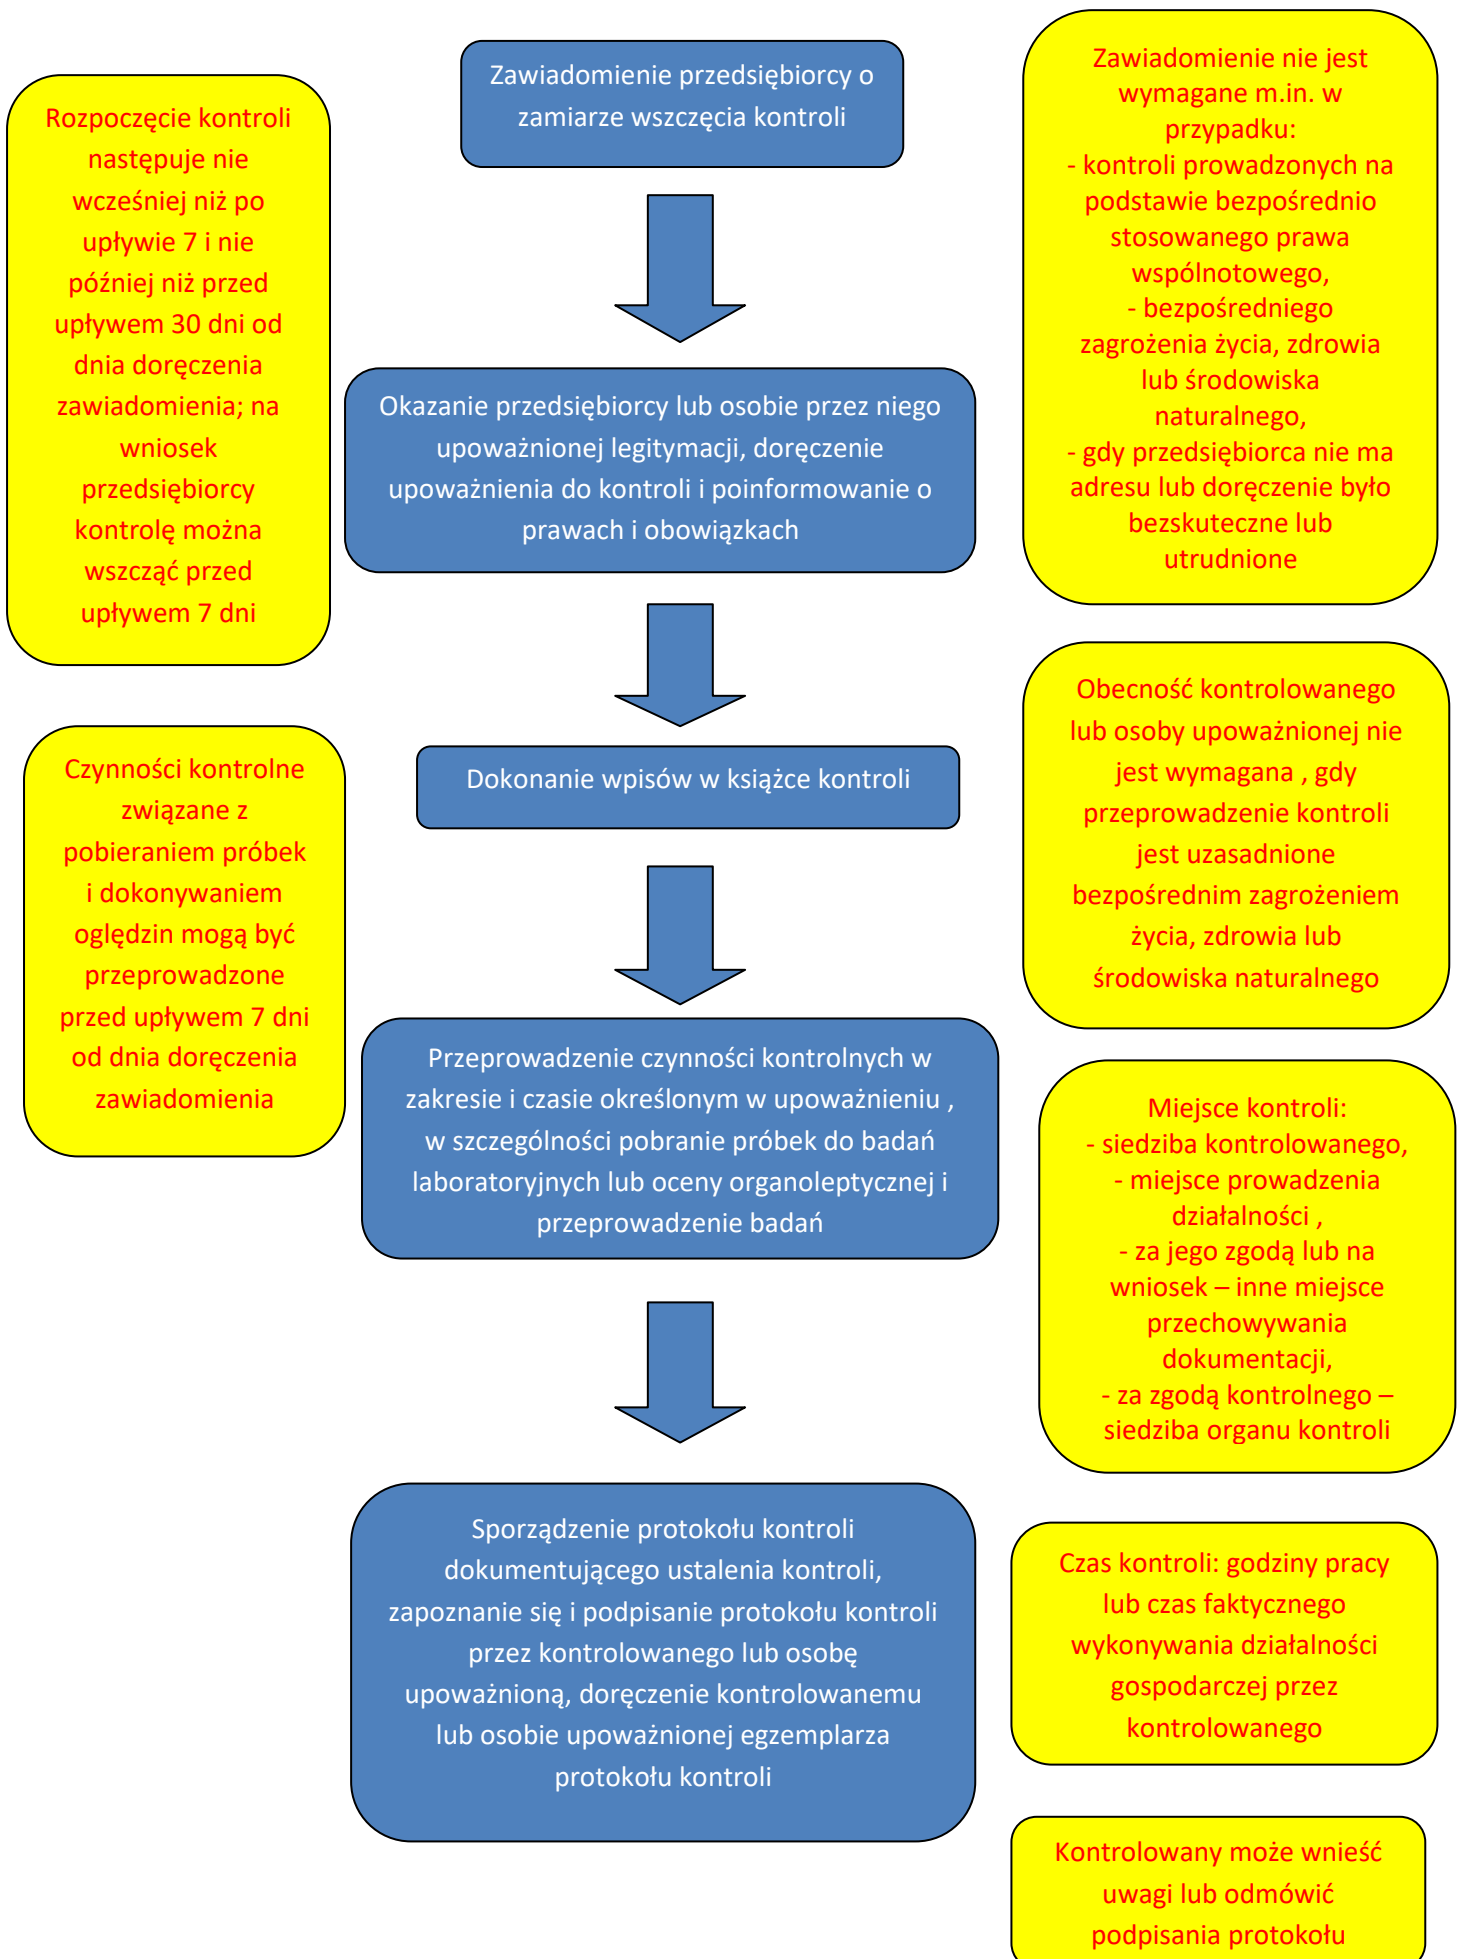 Zawiadomienie przedsiębiorcy o
zamiarze wszczęcia kontroli
Rozpoczęcie kontroli
następuje nie
wcześniej niż po
upływie 7 i nie
później niż przed
upływem 30 dni od
dnia doręczenia
zawiadomienia; na
wniosek
przedsiębiorcy
kontrolę można
wszcząć przed
upływem 7 dni
Zawiadomienie nie jest
wymagane m.in. w
przypadku:
- kontroli prowadzonych na
podstawie bezpośrednio
stosowanego prawa
wspólnotowego,
- bezpośredniego
zagrożenia życia, zdrowia
lub środowiska
naturalnego,
- gdy przedsiębiorca nie ma
adresu lub doręczenie było
bezskuteczne lub
utrudnione
Okazanie przedsiębiorcy lub osobie przez niego
upoważnionej legitymacji, doręczenie
upoważnienia do kontroli i poinformowanie o
prawach i obowiązkach
Obecność kontrolowanego
lub osoby upoważnionej nie
jest wymagana , gdy
przeprowadzenie kontroli
jest uzasadnione
bezpośrednim zagrożeniem
życia, zdrowia lub
środowiska naturalnego
Czynności kontrolne
związane z
pobieraniem próbek
i dokonywaniem
oględzin mogą być
przeprowadzone
przed upływem 7 dni
od dnia doręczenia
zawiadomienia
Dokonanie wpisów w książce kontroli
Przeprowadzenie czynności kontrolnych w
zakresie i czasie określonym w upoważnieniu ,
w szczególności pobranie próbek do badań
laboratoryjnych lub oceny organoleptycznej i
przeprowadzenie badań
Miejsce kontroli:
- siedziba kontrolowanego,
- miejsce prowadzenia
działalności ,
- za jego zgodą lub na
wniosek – inne miejsce
przechowywania
dokumentacji,
- za zgodą kontrolnego –
siedziba organu kontroli
Sporządzenie protokołu kontroli
dokumentującego ustalenia kontroli,
zapoznanie się i podpisanie protokołu kontroli
przez kontrolowanego lub osobę
upoważnioną, doręczenie kontrolowanemu
lub osobie upoważnionej egzemplarza
protokołu kontroli
Czas kontroli: godziny pracy
lub czas faktycznego
wykonywania działalności
gospodarczej przez
kontrolowanego
Kontrolowany może wnieść
uwagi lub odmówić
podpisania protokołu